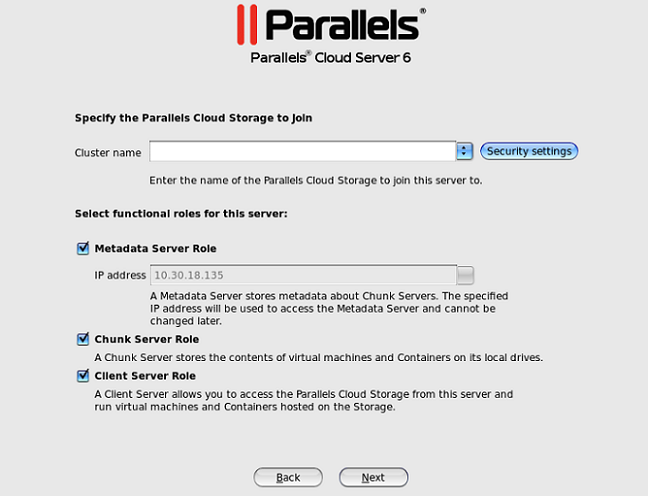 Parallels®
Parallels® Cloud Server 6
Specify the Parallels Cloud Storage to Join
Cluster name
Security settings
Enter the name of the Parallels Cloud Storage to join this server to.
Select functional roles for this server:
Metadata Server Role
IP address 10.30.18.135
A Metadata Server stores metadata about Chunk Servers. The specified
IP address will be used to access the Metadata Server and cannot be
changed later.
Chunk Server Role
A Chunk Server stores the contents of virtual machines and Containers on its local drives.
Client Server Role
A Client Server allows you to access the Parallels Cloud Storage from this server and
run virtual machines and Containers hosted on the Storage.
Back Next